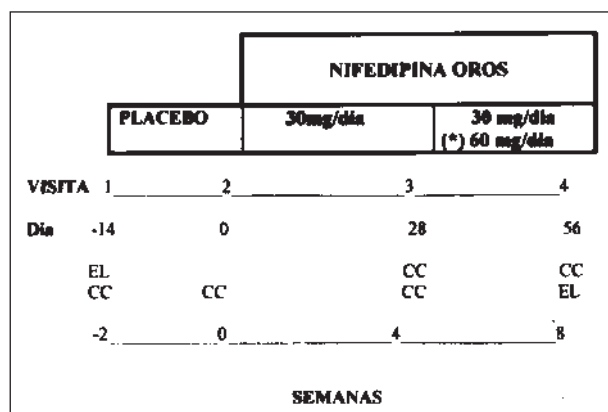 NIFEDIPINA OROS
PLACEBO 30mg/día 30 mg/día
(*) 60 mg/día
VISITA 1 2 3 4
Día -14 0 28 56
EL CC CC
CC CC CC EL
-2 0 4 8
SEMANAS